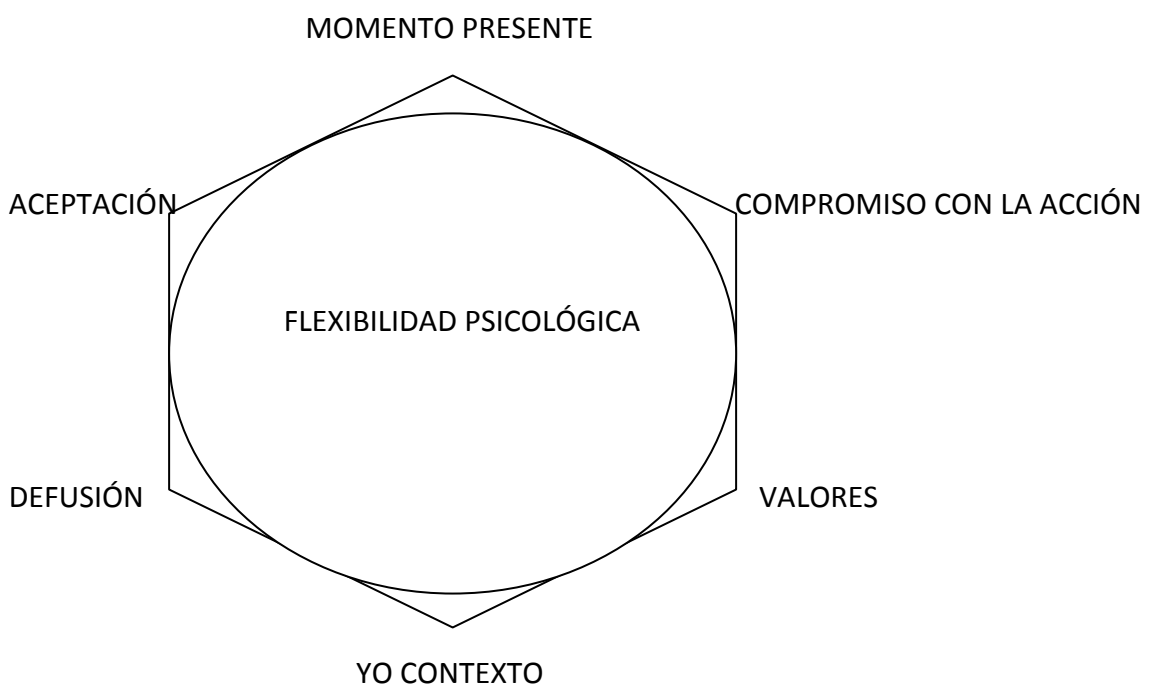 MOMENTO PRESENTE
ACEPTACIÓN
COMPROMISO CON LA ACCIÓN
FLEXIBILIDAD PSICOLÓGICA
DEFUSIÓN
VALORES
YO CONTEXTO